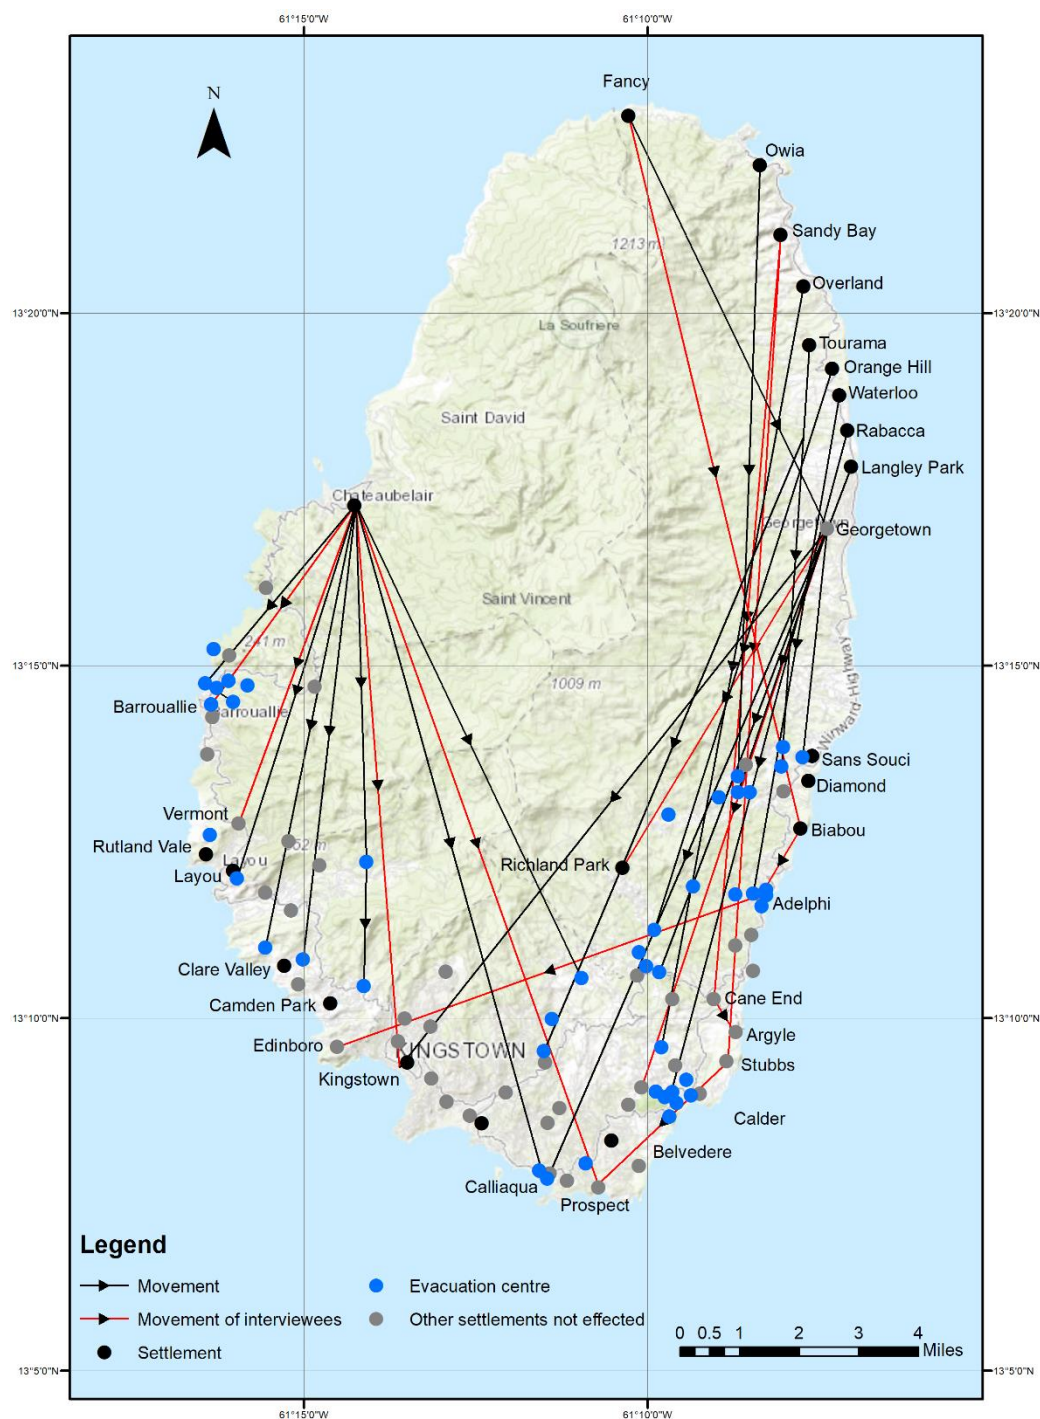 61°15'0"W
61°10'0"W
Fancy
N
Owia
Sandy Bay
1213 m
Overland
13°20'0"N
13°20'0"N
La Soufriere
Tourama
Orange Hill
Waterloo
Saint David
Rabacca
Langley Park
Chateaubelair
Georgetown
Georgetown
Saint Vincent
241 m
13°15'0"N
13°15'0"N
1009 m
Barrouallie
Barrouallie
Winward-Highway
Sans Souci
Diamond
Vermont
Biabou
Rutland Vale
Layou
Richland Park
Layou
Adelphi
Clare Valley
Cane End
Camden Park
13°10'0"N
13°10'0"N
Argyle
Edinboro
KINGSTOWN
Stubbs
Kingstown
Calder
Belvedere
Calliaqua
Prospect
Legend
Movement
Evacuation centre
Movement of interviewees
Other settlements not effected
Settlement
0 0.5 1 2 3 4
Miles
13°5'0"N
13°5'0"N
61°15'0"W
61°10'0"W